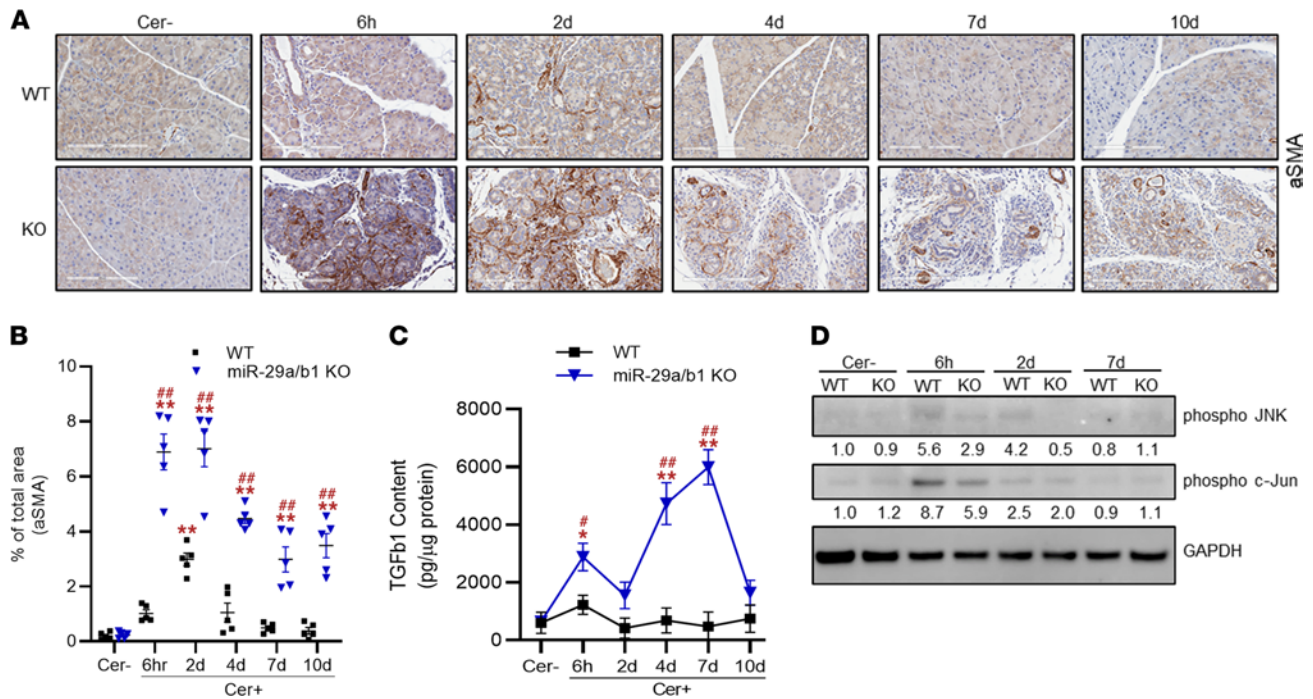 A
Cer- 6h 2d 4d 7d 10d
WT
KO
aSMA
B
WT
miR-29a/b1 KO
% of total area
(aSMA)
10
8
6
4
2
0
## ** ## ** ** ## ** ## ** ## **
Cer- 6hr 2d 4d 7d 10d
Cer+
C
WT
miR-29a/b1 KO
TGFb1 Content
(pg/µg protein)
8000
6000
4000
2000
0
# * ## ** ## **
Cer- 6h 2d 4d 7d 10d
Cer+
D
Cer- 6h 2d 7d
WT KO WT KO WT KO WT KO
phospho JNK
1.0 0.9 5.6 2.9 4.2 0.5 0.8 1.1
phospho c-Jun
1.0 1.2 8.7 5.9 2.5 2.0 0.9 1.1
GAPDH